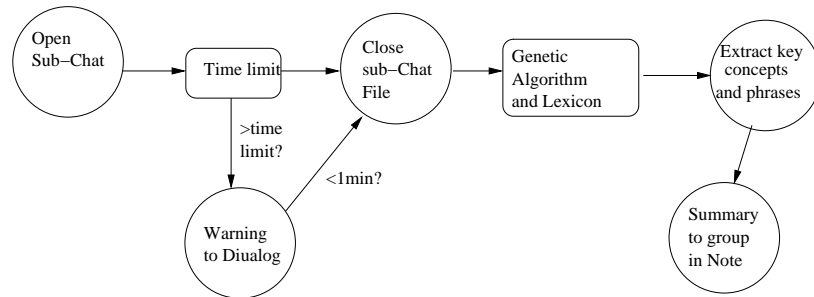 Open
Sub−Chat
Time limit
Close
sub−Chat
File
Genetic
Algorithm
and Lexicon
Extract key
concepts
and phrases
>time
limit?
<1min?
Warning
to Diualog
Summary
to group
in Note